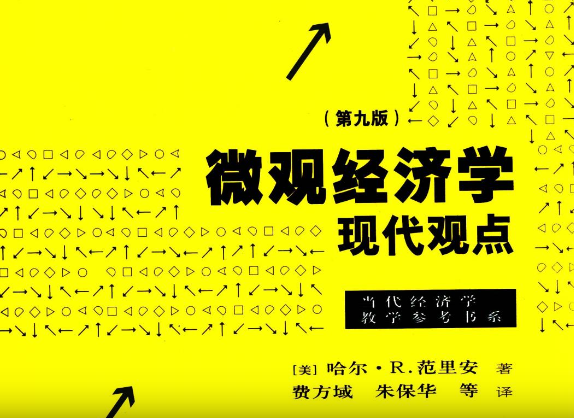 （第九版）
微观经济学
现代观点
当代经济学
教学参考书系
[美] 哈尔·R.范里安 著
费方域 朱保华 等 译